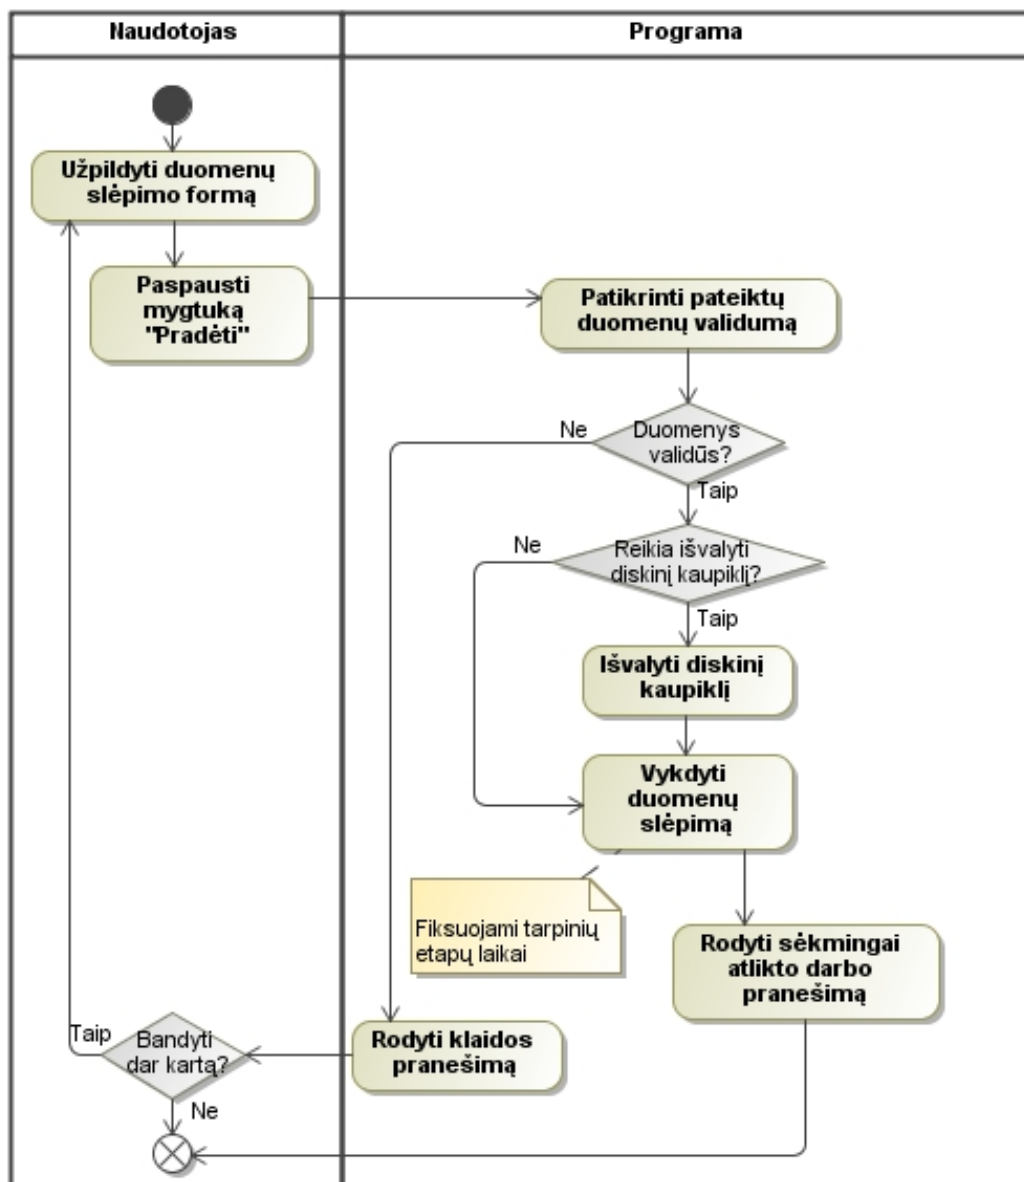 Naudotojas
Programa
Užpildyti duomenų
slėpimo formą
Paspausti
mygtuką
"Pradėti"
Patikrinti pateiktų
duomenų validumą
Ne
Duomenys
validūs?
Taip
Ne
Reikia išvalyti
diskinį kaupiklį?
Taip
Išvalyti diskinį
kaupiklį
Vykdyti
duomenų
slėpimą
Fiksuojami tarpinių
etapų laikai
Rodyti sėkmingai
atlikto darbo
pranešimą
Taip
Bandyti
dar kartą?
Rodyti klaidos
pranešimą
Ne